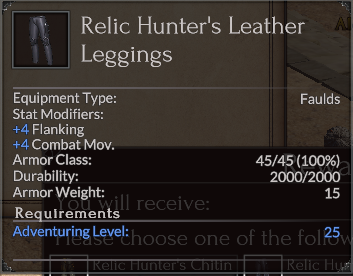 Relic Hunter's Leather
Leggings
Equipment Type: Faulds
Stat Modifiers:
+4 Flanking
+4 Combat Mov.
Armor Class: 45/45 (100%)
Durability: 2000/2000
Armor Weight: 15
You will receive:
Requirements
Adventuring Level: 25
Please choose one of the follow
Relic Hunter's Chitin
Relic Hun